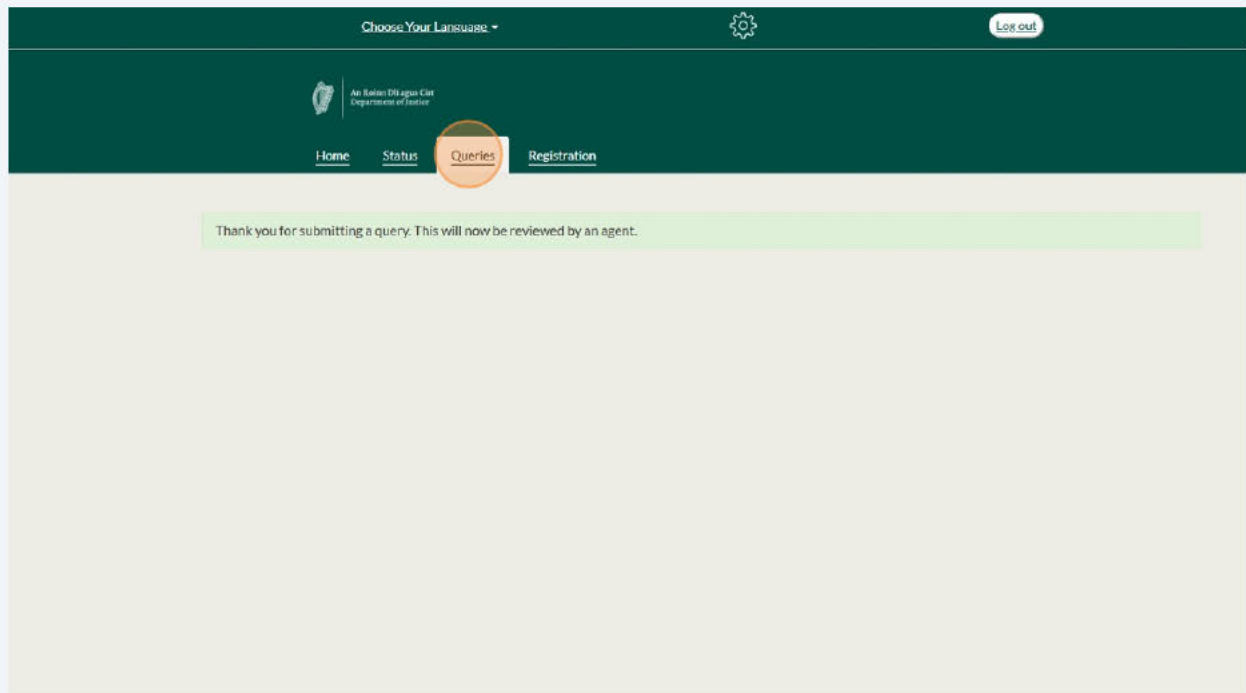 Choose Your Language
Log out
An Roinn Dlí agus Cirt
Department of Justice
Home Status Queries Registration
Thank you for submitting a query. This will now be reviewed by an agent.